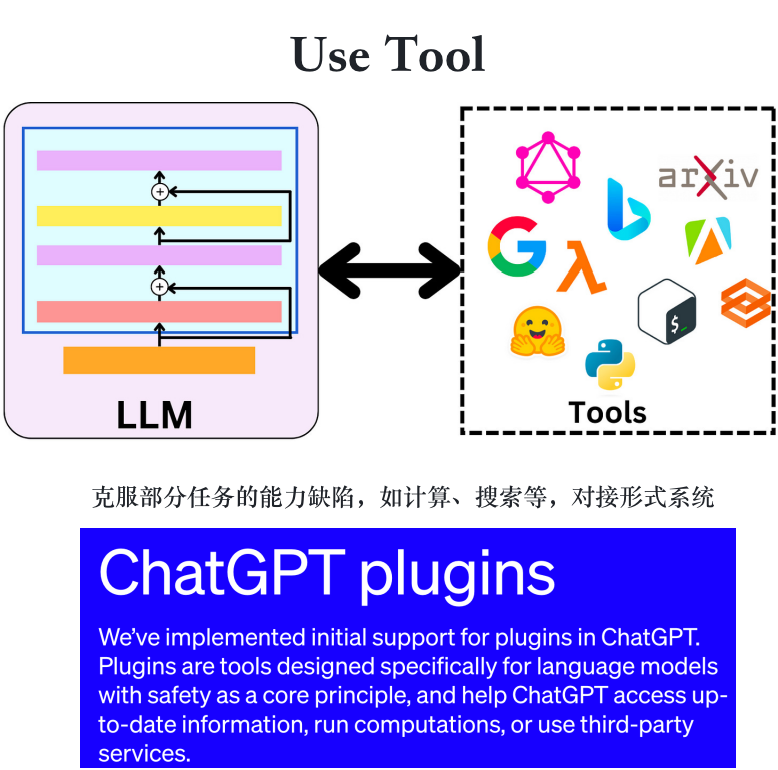 Use Tool
arXiv
$_
LLM
Tools
克服部分任务的能力缺陷，如计算、搜索等，对接形式系统
ChatGPT plugins
We’ve implemented initial support for plugins in ChatGPT.
Plugins are tools designed specifically for language models
with safety as a core principle, and help ChatGPT access up-
to-date information, run computations, or use third-party
services.